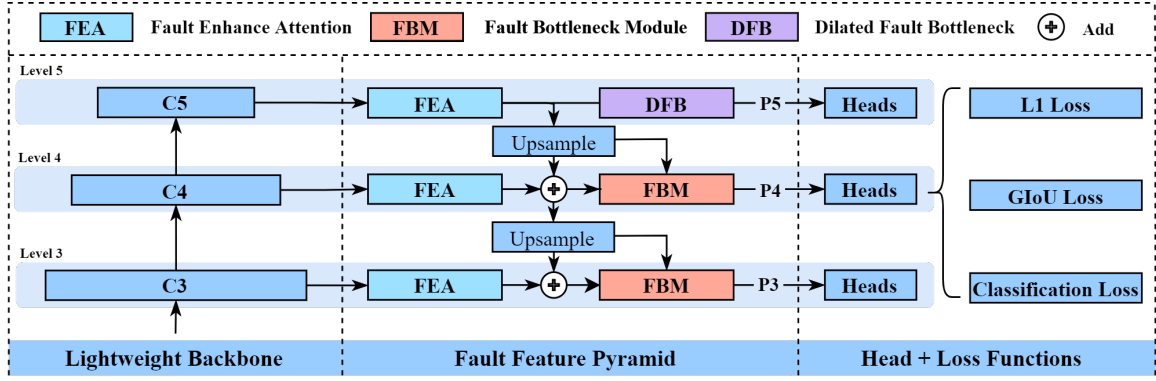 FEA Fault Enhance Attention FBM Fault Bottleneck Module DFB Dilated Fault Bottleneck Add
Level 5
C5 FEA DFB P5 Heads L1 Loss
Upsample
Level 4
C4 FEA FBM P4 Heads GIoU Loss
Upsample
Level 3
C3 FEA FBM P3 Heads Classification Loss
Lightweight Backbone Fault Feature Pyramid Head + Loss Functions